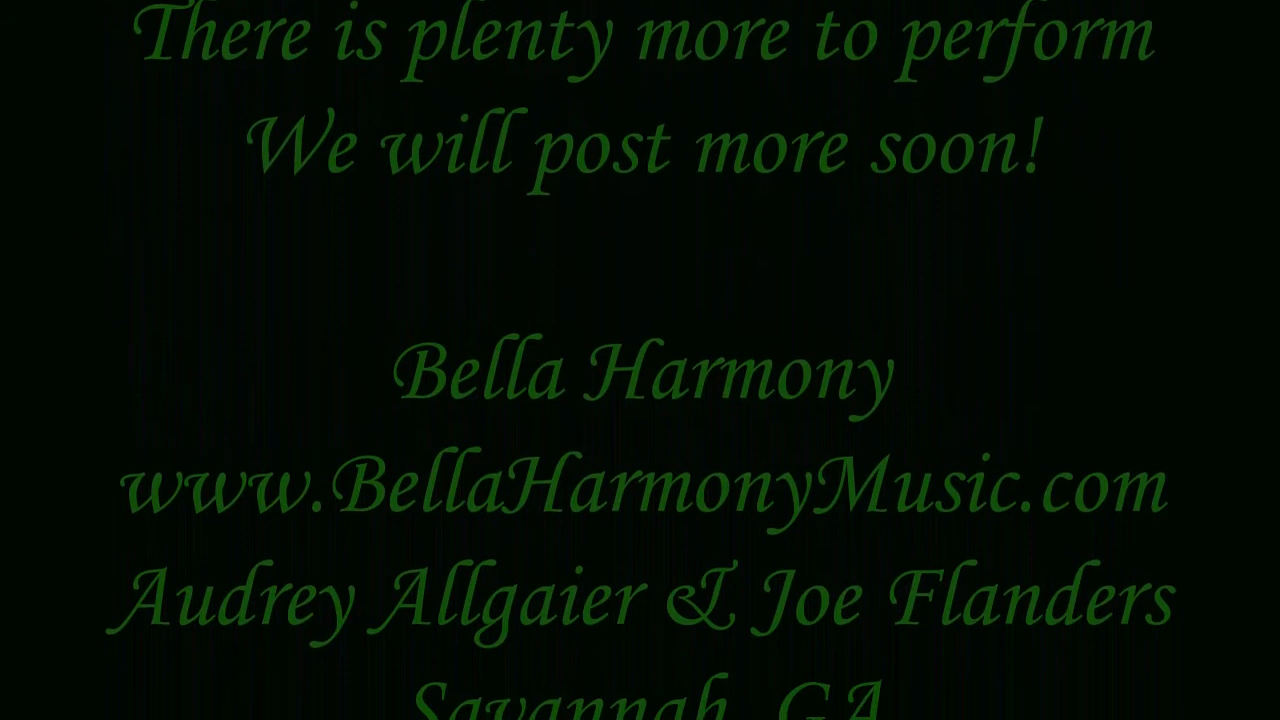 There is plenty more to perform
We will post more soon!
Bella Harmony
www.BellaHarmonyMusic.com
Audrey Allgaier & Joe Flanders
Savannah, GA